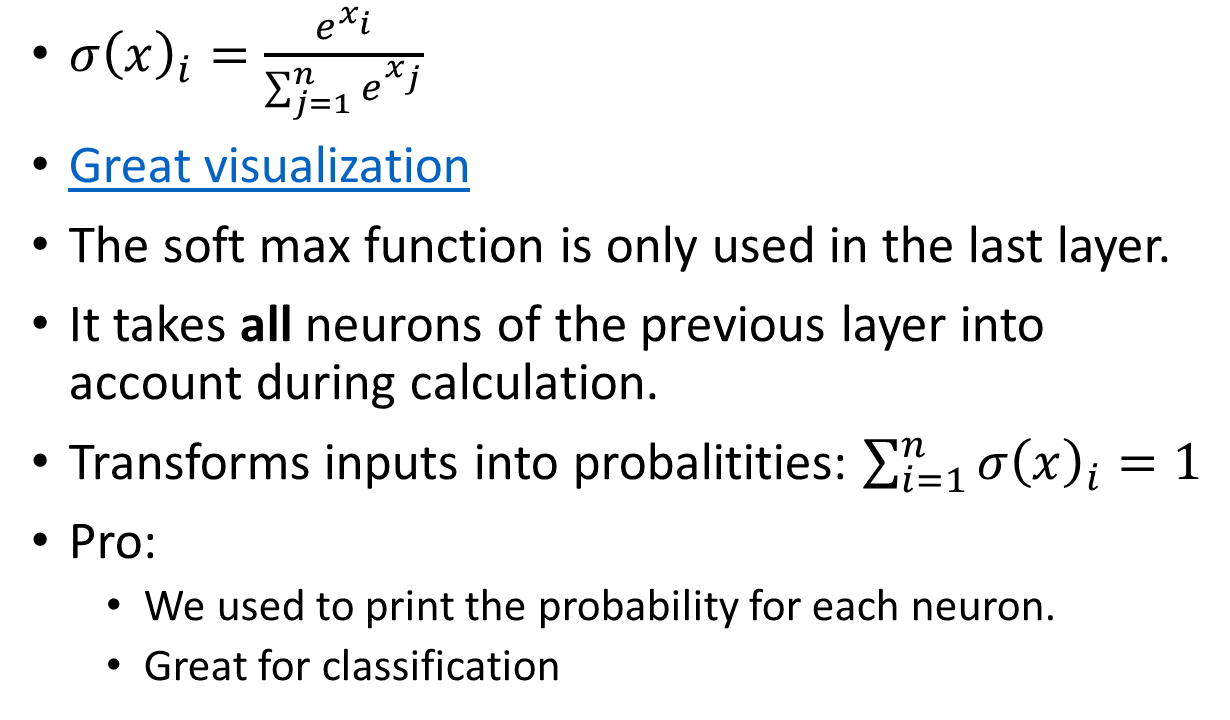 • σ(x)ᵢ = e^{xᵢ} / ∑_{j=1}^{n} e^{xⱼ}
• Great visualization
• The soft max function is only used in the last layer.
• It takes all neurons of the previous layer into
account during calculation.
• Transforms inputs into probalitities: ∑_{i=1}^{n} σ(x)ᵢ = 1
• Pro:
• We used to print the probability for each neuron.
• Great for classification